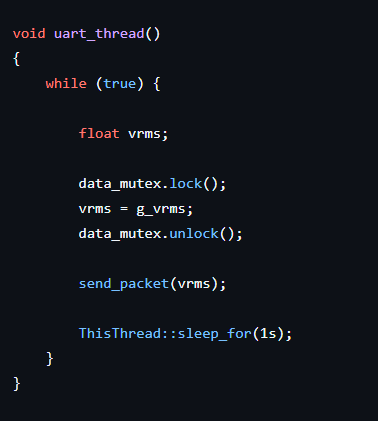 void uart_thread()
{
    while (true) {

        float vrms;

        data_mutex.lock();
        vrms = g_vrms;
        data_mutex.unlock();

        send_packet(vrms);

        ThisThread::sleep_for(1s);
    }
}